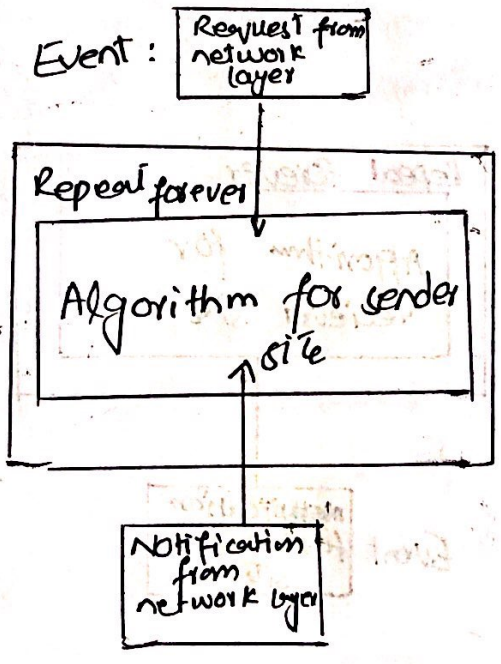 Event :
Request from
network
layer
Repeat forever
Algorithm for sender
site
Notification
from
network layer